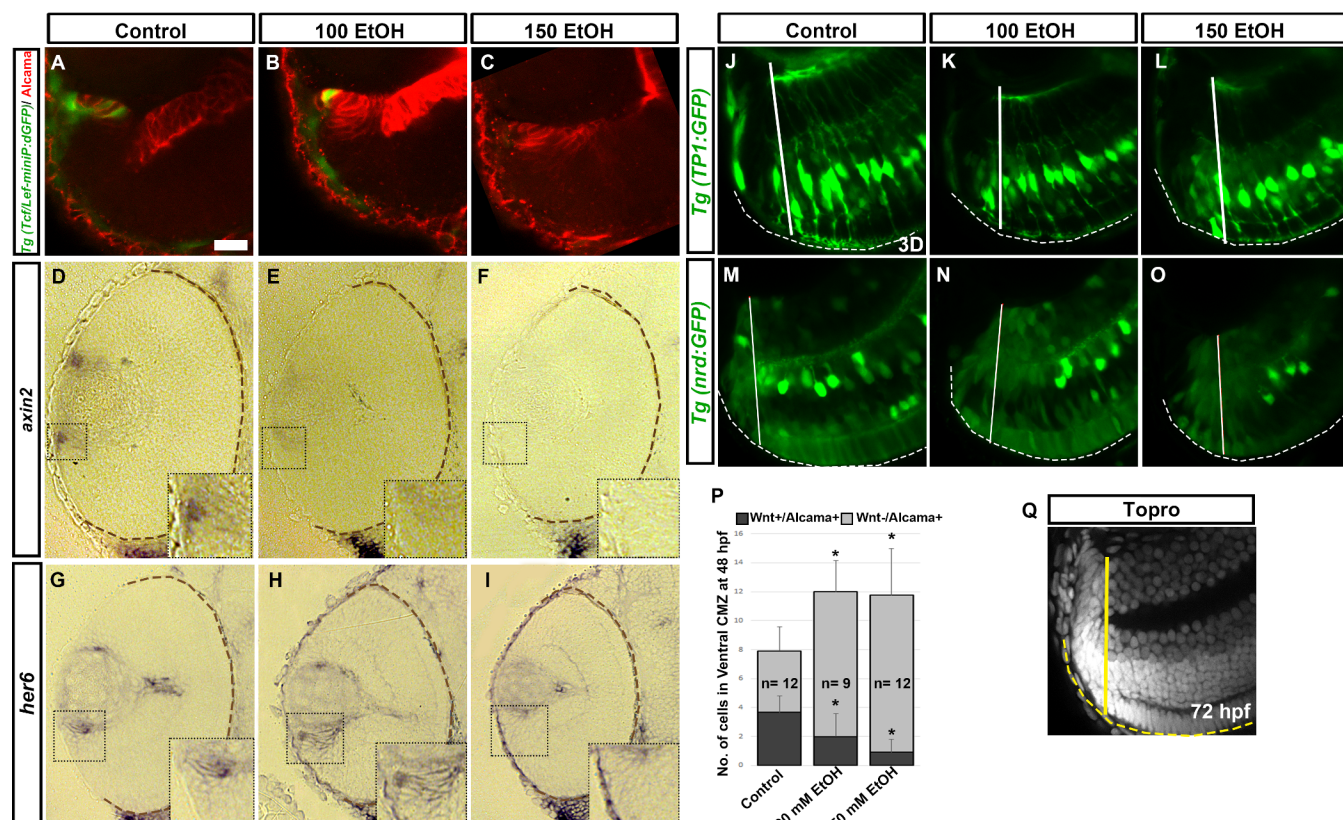 Control 100 EtOH 150 EtOH
Tg (Tcf/Lef-miniP:dGFP)/ Alcama
A B C
axin2
D E F
her6
G H I
Control 100 EtOH 150 EtOH
Tg (TP1:GFP)
J K L
3D
Tg (nrd:GFP)
M N O
P
Wnt+/Alcama+ Wnt-/Alcama+
No. of cells in Ventral CMZ at 48 hpf
16
14
12
10
8
6
4
2
0
* *
n= 12 n= 9 n= 12
* *
Control
mM EtOH
mM EtOH
Q
Topro
72 hpf